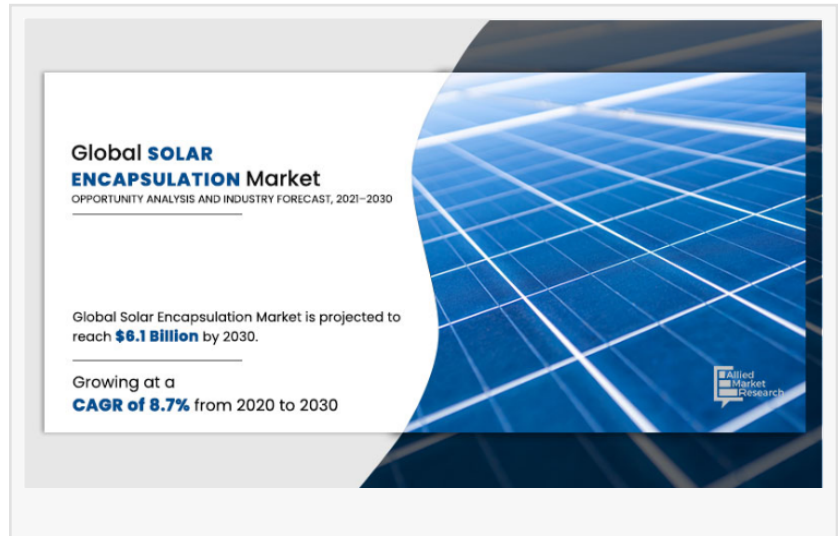 Global SOLAR
ENCAPSULATION Market
OPPORTUNITY ANALYSIS AND INDUSTRY FORECAST, 2021–2030
Global Solar Encapsulation Market is projected to
reach $6.1 Billion by 2030.
Growing at a
CAGR of 8.7% from 2020 to 2030
Allied
Market
Research